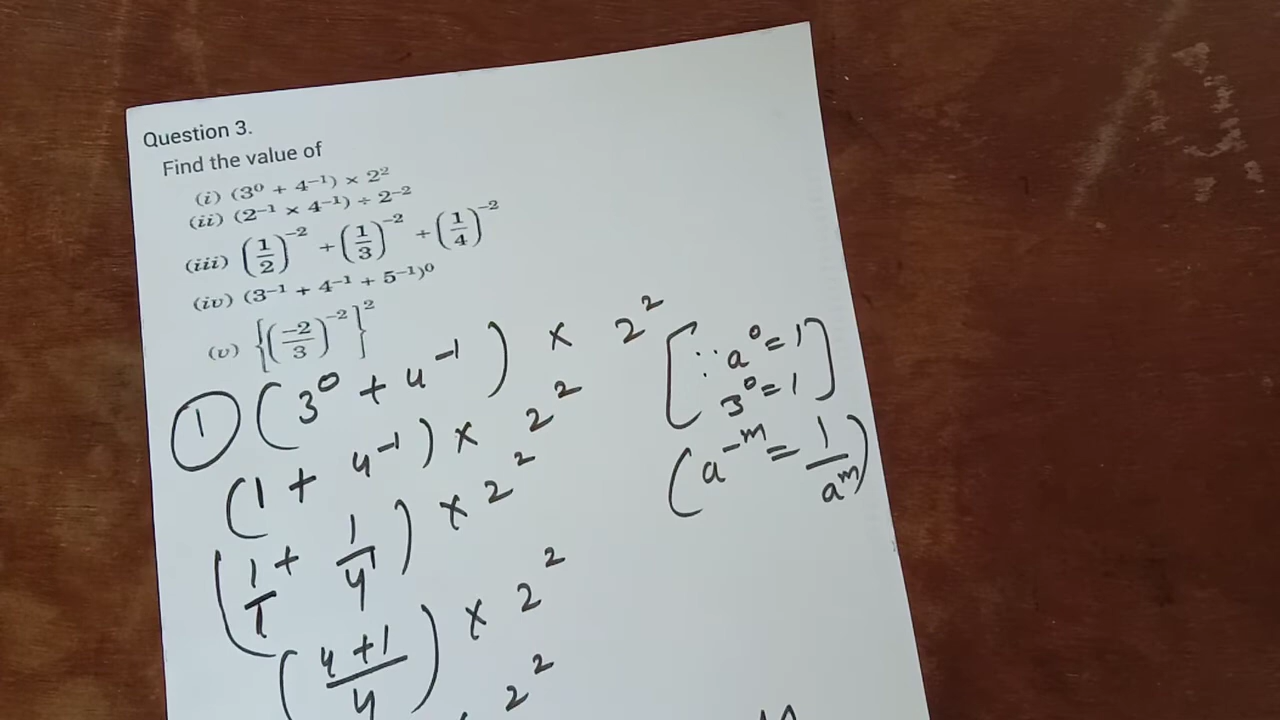 Question 3.
Find the value of
(i) (3⁰ + 4⁻¹) × 2²
(ii) (2⁻¹ × 4⁻¹) ÷ 2⁻²
(iii) (1/2)⁻² + (1/3)⁻² + (1/4)⁻²
(iv) (3⁻¹ + 4⁻¹ + 5⁻¹)⁰
(v) {(-2/3)⁻²}²
① (3⁰ + 4⁻¹) × 2² [∵ a⁰ = 1
3⁰ = 1]
(1 + 4⁻¹) × 2² (a⁻ᵐ = 1/aᵐ)
(1/1 + 1/4¹) × 2²
((4+1)/4) × 2²
2²